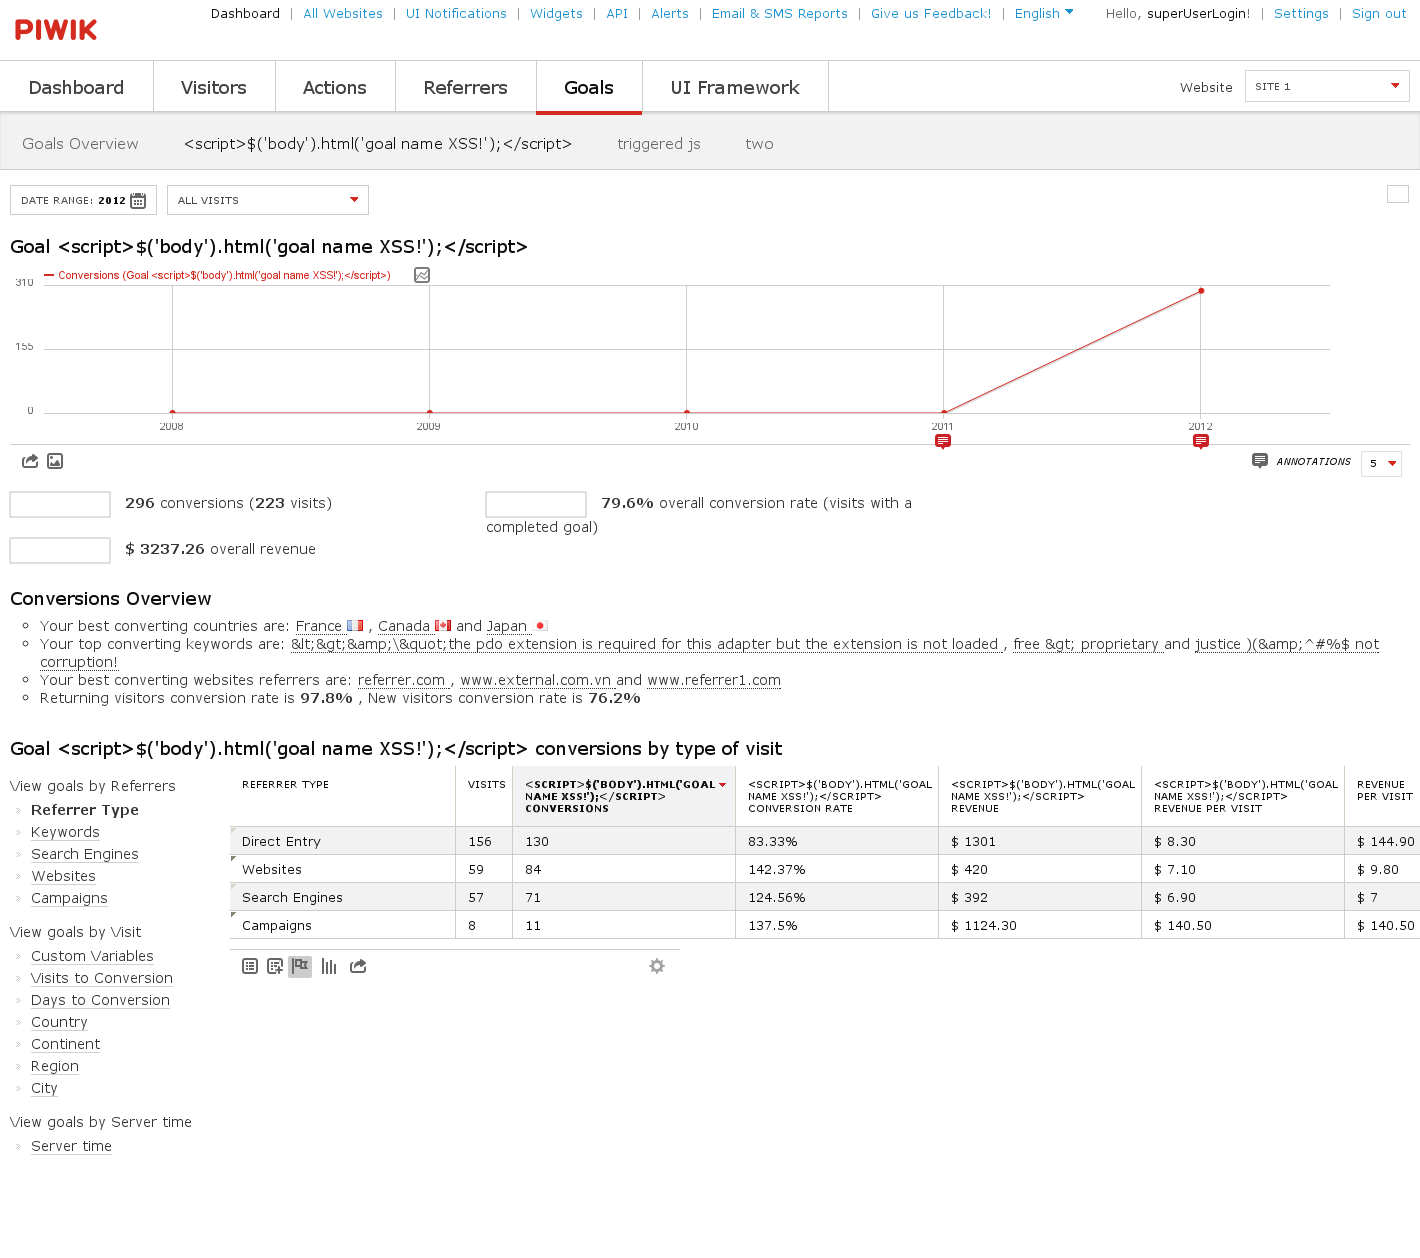 Dashboard | All Websites | UI Notifications | Widgets | API | Alerts | Email & SMS Reports | Give us Feedback! | English Hello, superUserLogin! | Settings | Sign out
PIWIK
Dashboard Visitors Actions Referrers Goals UI Framework Website SITE 1
Goals Overview <script>$('body').html('goal name XSS!');</script> triggered js two
DATE RANGE: 2012 ALL VISITS
Goal <script>$('body').html('goal name XSS!');</script>
Conversions (Goal <script>$('body').html('goal name XSS!');</script>)
310
155
0
2008 2009 2010 2011 2012
ANNOTATIONS 5
296 conversions (223 visits)
79.6% overall conversion rate (visits with a
completed goal)
$ 3237.26 overall revenue
Conversions Overview
Your best converting countries are: France , Canada and Japan
Your top converting keywords are: &lt;&gt;&amp;\&quot;the pdo extension is required for this adapter but the extension is not loaded , free &gt; proprietary and justice )(&amp;^#%$ not
corruption!
Your best converting websites referrers are: referrer.com , www.external.com.vn and www.referrer1.com
Returning visitors conversion rate is 97.8% , New visitors conversion rate is 76.2%
Goal <script>$('body').html('goal name XSS!');</script> conversions by type of visit
View goals by Referrers
» Referrer Type
» Keywords
» Search Engines
» Websites
» Campaigns
View goals by Visit
» Custom Variables
» Visits to Conversion
» Days to Conversion
» Country
» Continent
» Region
» City
View goals by Server time
» Server time
REFERRER TYPE VISITS <SCRIPT>$('BODY').HTML('GOAL <SCRIPT>$('BODY').HTML('GOAL <SCRIPT>$('BODY').HTML('GOAL <SCRIPT>$('BODY').HTML('GOAL REVENUE
NAME XSS!');</SCRIPT> NAME XSS!');</SCRIPT> NAME XSS!');</SCRIPT> NAME XSS!');</SCRIPT> PER VISIT
CONVERSIONS CONVERSION RATE REVENUE REVENUE PER VISIT
Direct Entry 156 130 83.33% $ 1301 $ 8.30 $ 144.90
Websites 59 84 142.37% $ 420 $ 7.10 $ 9.80
Search Engines 57 71 124.56% $ 392 $ 6.90 $ 7
Campaigns 8 11 137.5% $ 1124.30 $ 140.50 $ 140.50